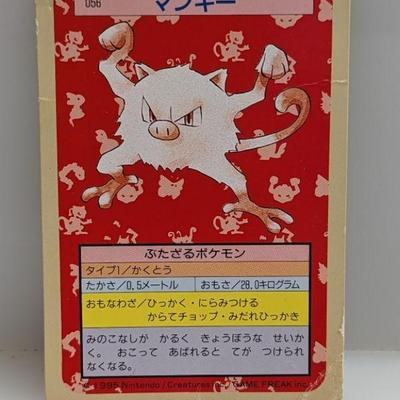 056
マンキー
ぶたざるポケモン
タイプ1/かくとう
たかさ/0.5メートル おもさ/28.0キログラム
おもなわざ/ひっかく・にらみつける
からてチョップ・みだれひっかき
みのこなしが かるく きょうぼうな せいか
く。 おこって あばれると てが つけられ
なくなる。
© 1995 Nintendo/Creatures inc./GAME FREAK inc.